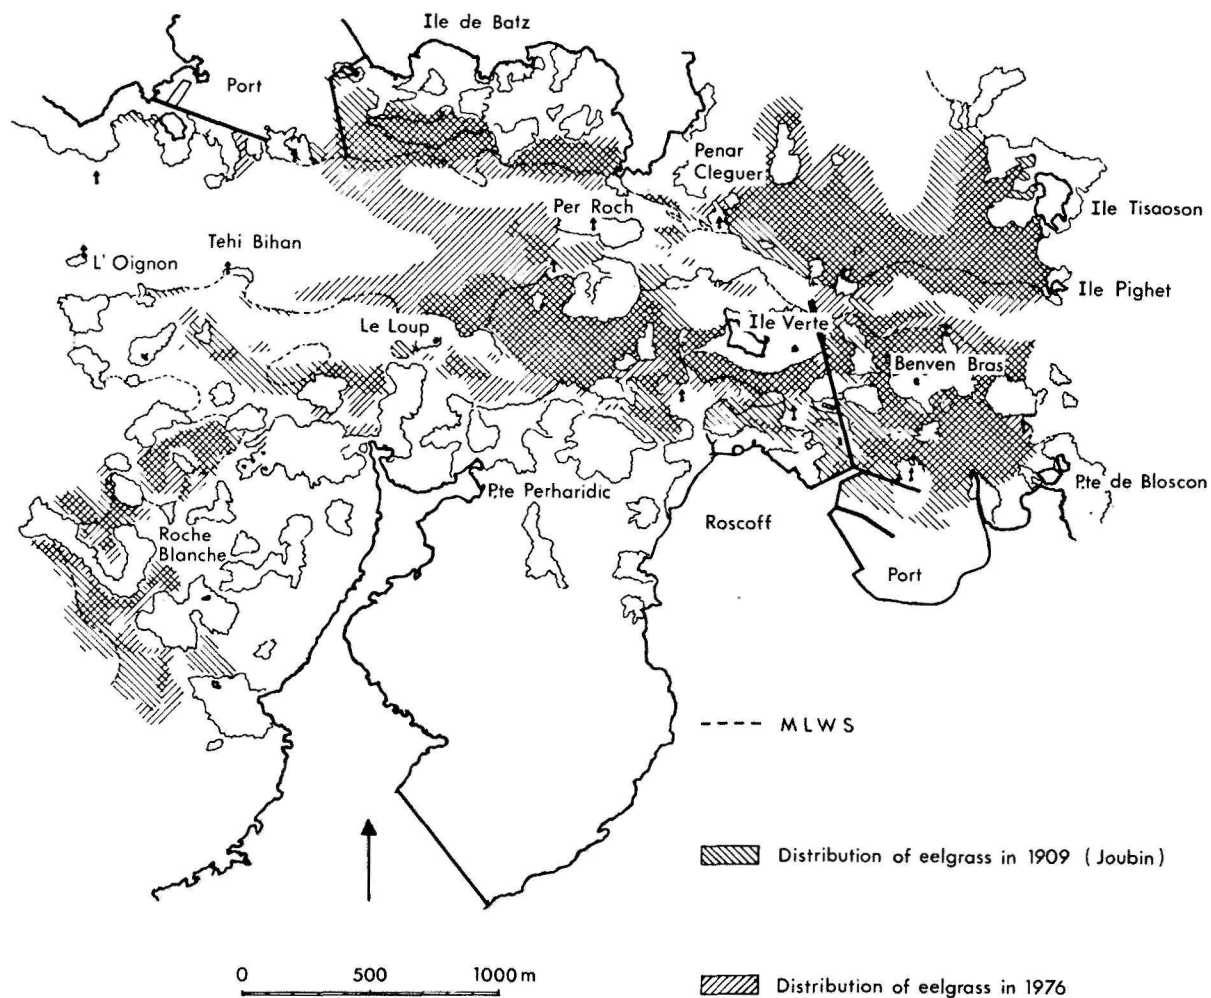 Ile de Batz
Port
Penar
Cleguer
Per Roch
Ile Tisaoson
Tehi Bihan
L' Oignon
Ile Pighet
Le Loup
Ile Verte
Benven Bras
P.te Perharidic
P.te de Bloscon
Roscoff
Roche
Blanche
Port
MLWS
Distribution of eelgrass in 1909 (Joubin)
0 500 1000 m
Distribution of eelgrass in 1976